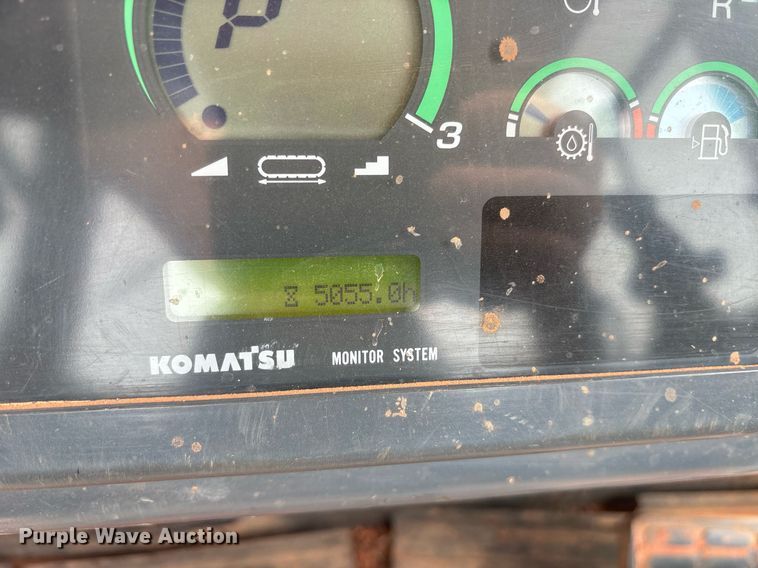 P
R
3
5055.0h
KOMATSU MONITOR SYSTEM
Purple Wave Auction